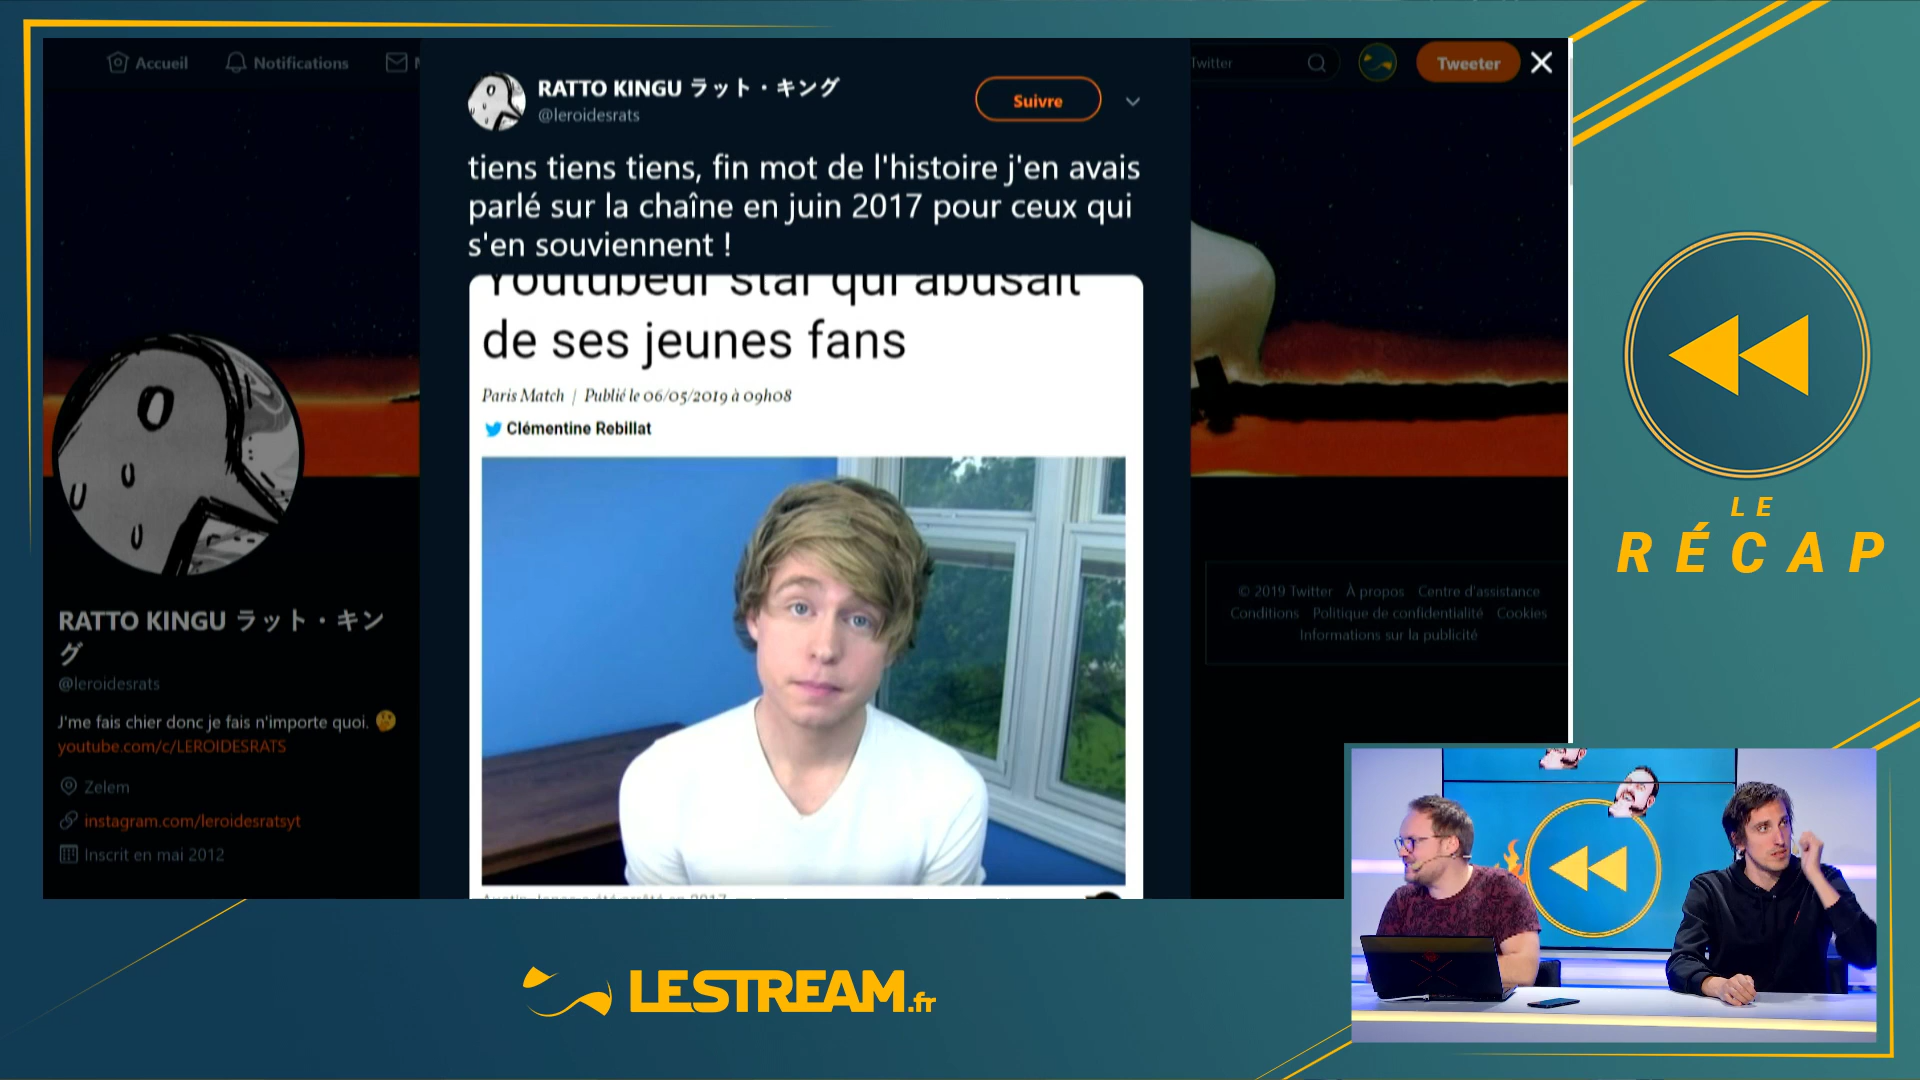 Accueil
Notifications
Twitter
Tweeter
RATTO KINGU ラット・キング
@leroidesrats
Suivre
tiens tiens tiens, fin mot de l'histoire j'en avais
parlé sur la chaîne en juin 2017 pour ceux qui
s'en souviennent !
Youtubeur star qui abusait
de ses jeunes fans
Paris Match | Publié le 06/05/2019 à 09h08
Clémentine Rebillat
RATTO KINGU ラット・キン
グ
@leroidesrats
J'me fais chier donc je fais n'importe quoi. 🤔
youtube.com/c/LEROIDESRATS
Zelem
instagram.com/leroidesratsyt
Inscrit en mai 2012
© 2019 Twitter À propos Centre d'assistance
Conditions Politique de confidentialité Cookies
Informations sur la publicité
LE
RÉCAP
LESTREAM.fr